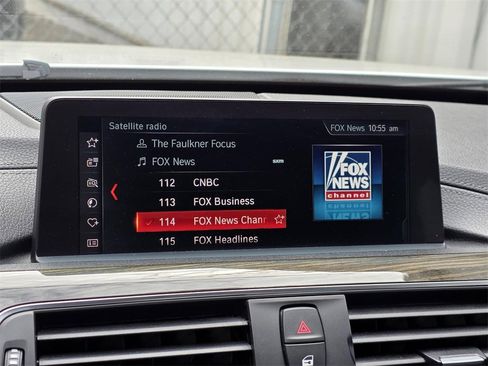 Satellite radio
FOX News 10:55 am
The Faulkner Focus
FOX News
SXM
112 CNBC
113 FOX Business
114 FOX News Chan
115 FOX Headlines
FOX
NEWS
channel